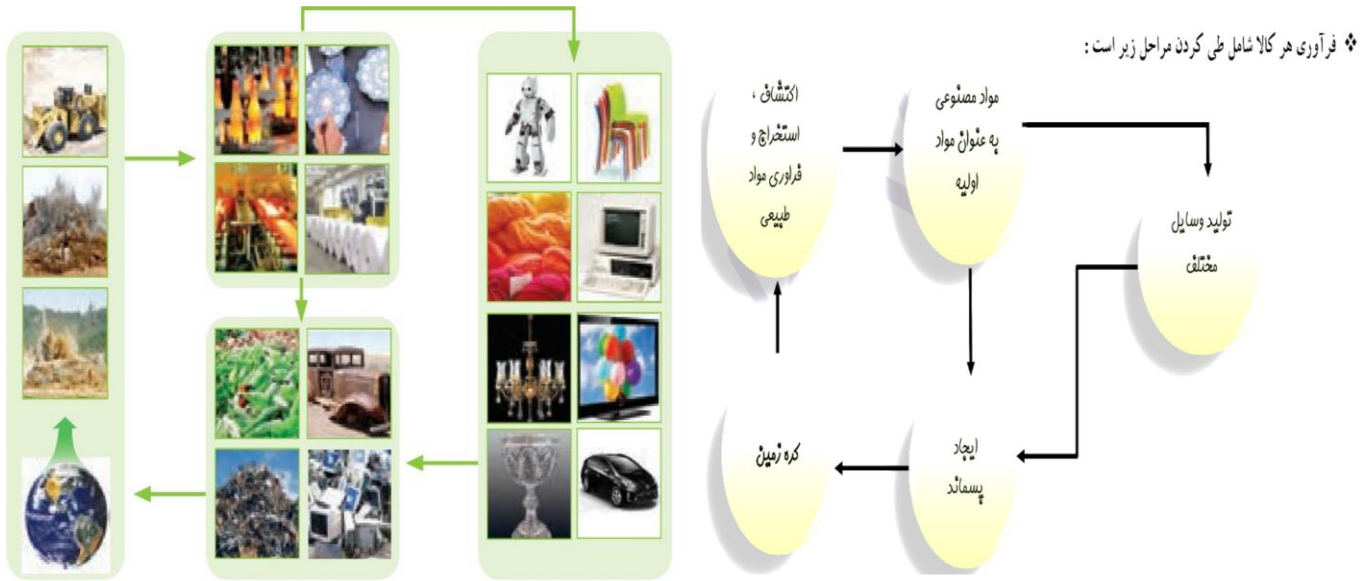 ❖ فرآوری هر کالا شامل طی کردن مراحل زیر است :
اکتشاف ،
استخراج و
فراوری مواد
طبیعی
مواد مصنوعی
به عنوان مواد
اولیه
تولید وسایل
مختلف
ایجاد
پسماند
کره زمین